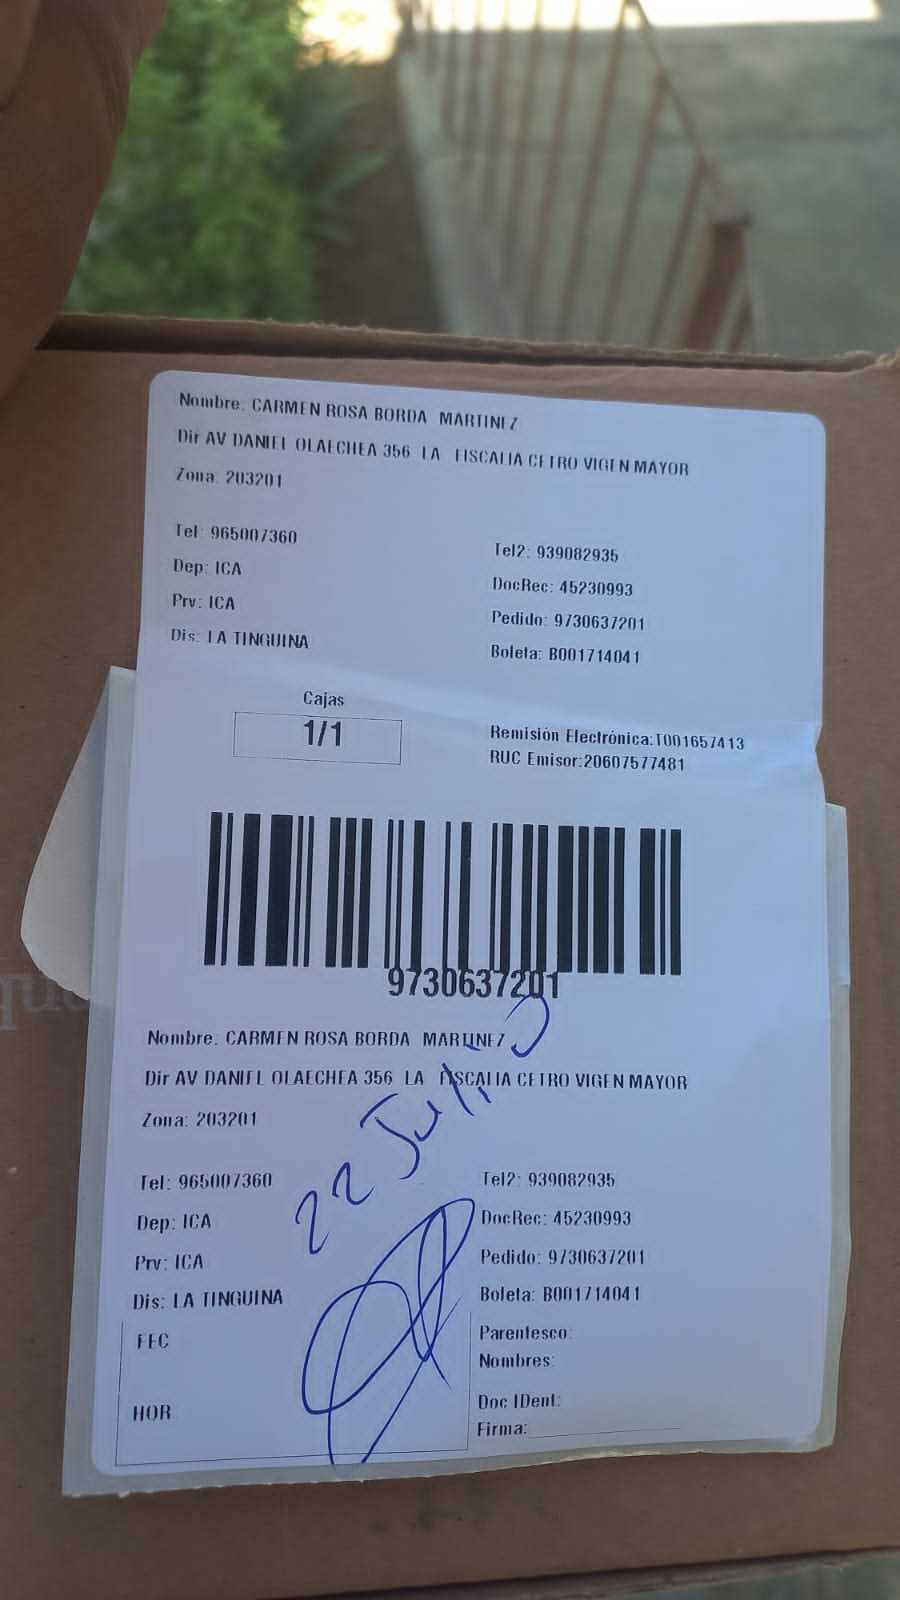 Nombre: CARMEN ROSA BORDA MARTINEZ
Dir AV DANIEL OLAECHEA 356 LA FISCALIA CETRO VIGEN MAYOR
Zona: 203201
Tel: 965007360
Tel2: 939082935
Dep: ICA
DocRec: 45230993
Prv: ICA
Pedido: 9730637201
Dis: LA TINGUINA
Boleta: B001714041
Cajas
1/1
Remisión Electrónica:T001657413
RUC Emisor:20607577481
9730637201
Nombre: CARMEN ROSA BORDA MARTINEZ
Dir AV DANIEL OLAECHEA 356 LA FISCALIA CETRO VIGEN MAYOR
Zona: 203201
22 Julio
Tel: 965007360
Tel2: 939082935
Dep: ICA
DocRec: 45230993
Prv: ICA
Pedido: 9730637201
Dis: LA TINGUINA
Boleta: B001714041
FEC
Parentesco:
Nombres:
HOR
Doc IDent:
Firma: